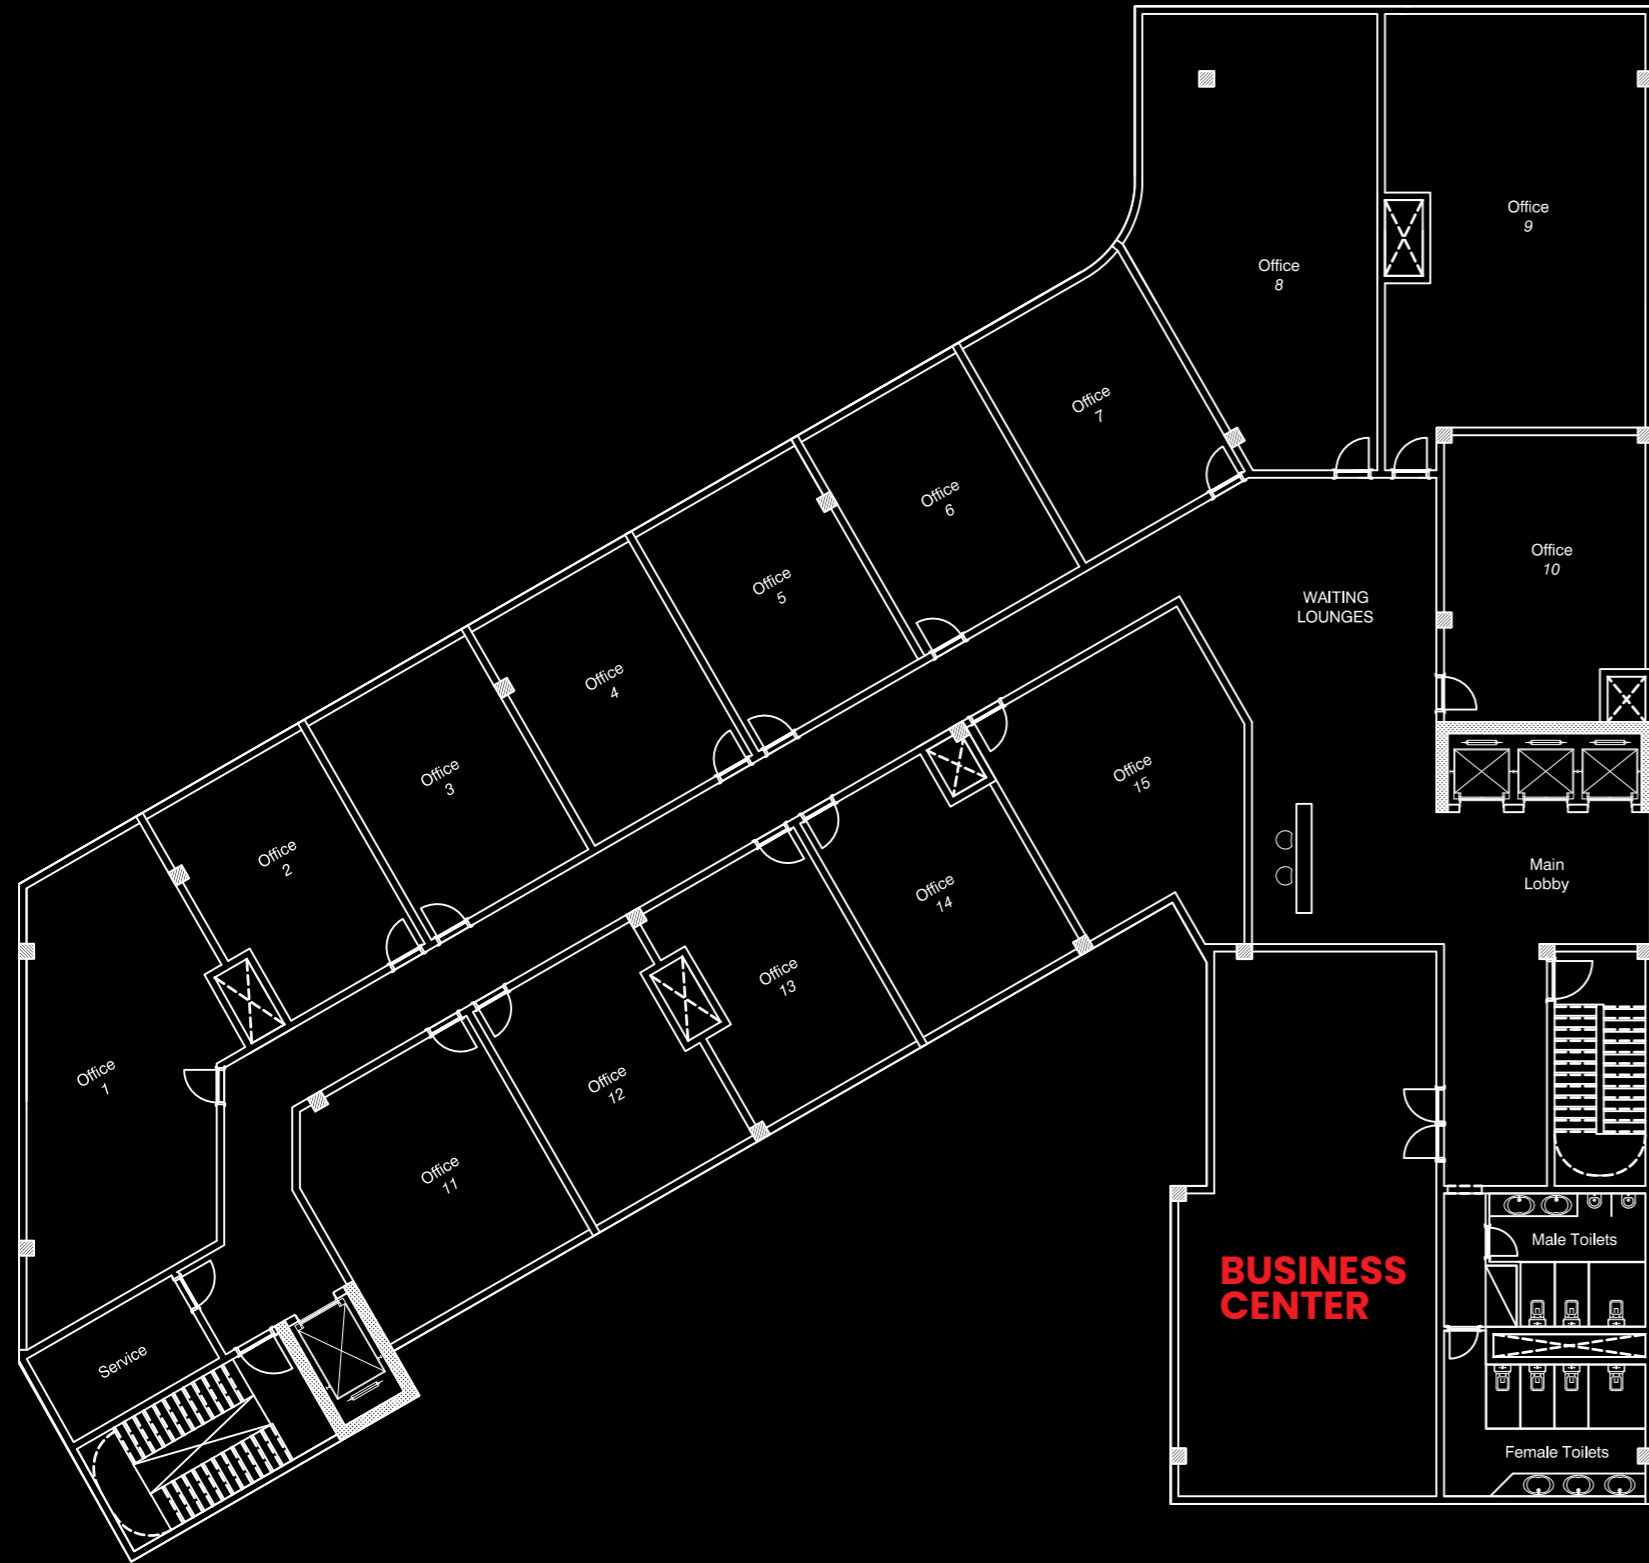 Office
9
Office
8
Office
7
Office
6
Office
10
Office
5
WAITING
LOUNGES
Office
4
Office
3
Office
15
Office
2
Office
14
Main
Lobby
Office
13
Office
1
Office
12
Office
11
Male Toilets
BUSINESS
CENTER
Service
Female Toilets